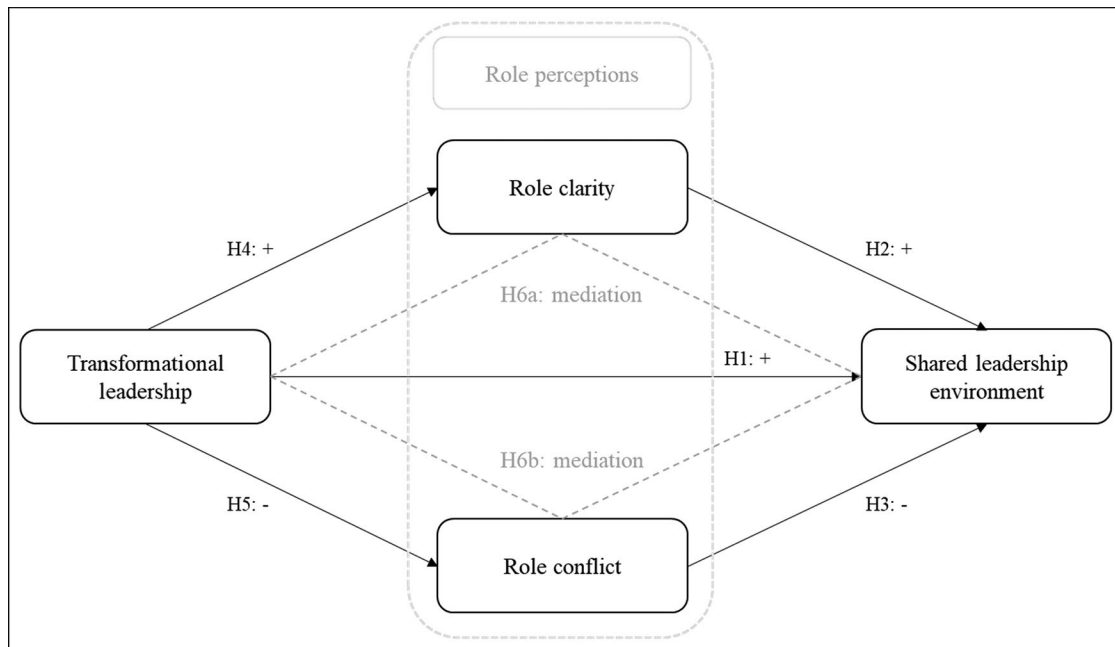 Role perceptions
Role clarity
H4: +
H2: +
H6a: mediation
Transformational
leadership
H1: +
Shared leadership
environment
H6b: mediation
H5: -
H3: -
Role conflict